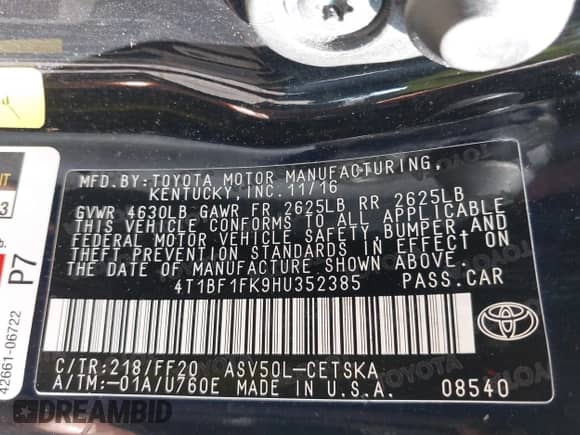 MFD.BY:TOYOTA MOTOR MANUFACTURING,
KENTUCKY, INC. 11/16
GVWR 4630LB GAWR FR 2625LB RR 2625LB
THIS VEHICLE CONFORMS TO ALL APPLICABLE
FEDERAL MOTOR VEHICLE SAFETY, BUMPER, AND
THEFT PREVENTION STANDARDS IN EFFECT ON
THE DATE OF MANUFACTURE SHOWN ABOVE.
4T1BF1FK9HU352385 PASS.CAR
C/TR:218/FF20 ASV50L-CETSKA
A/TM:-01A/U760E MADE IN U.S.A. 08540
P7
42661-06722
DREAMBID